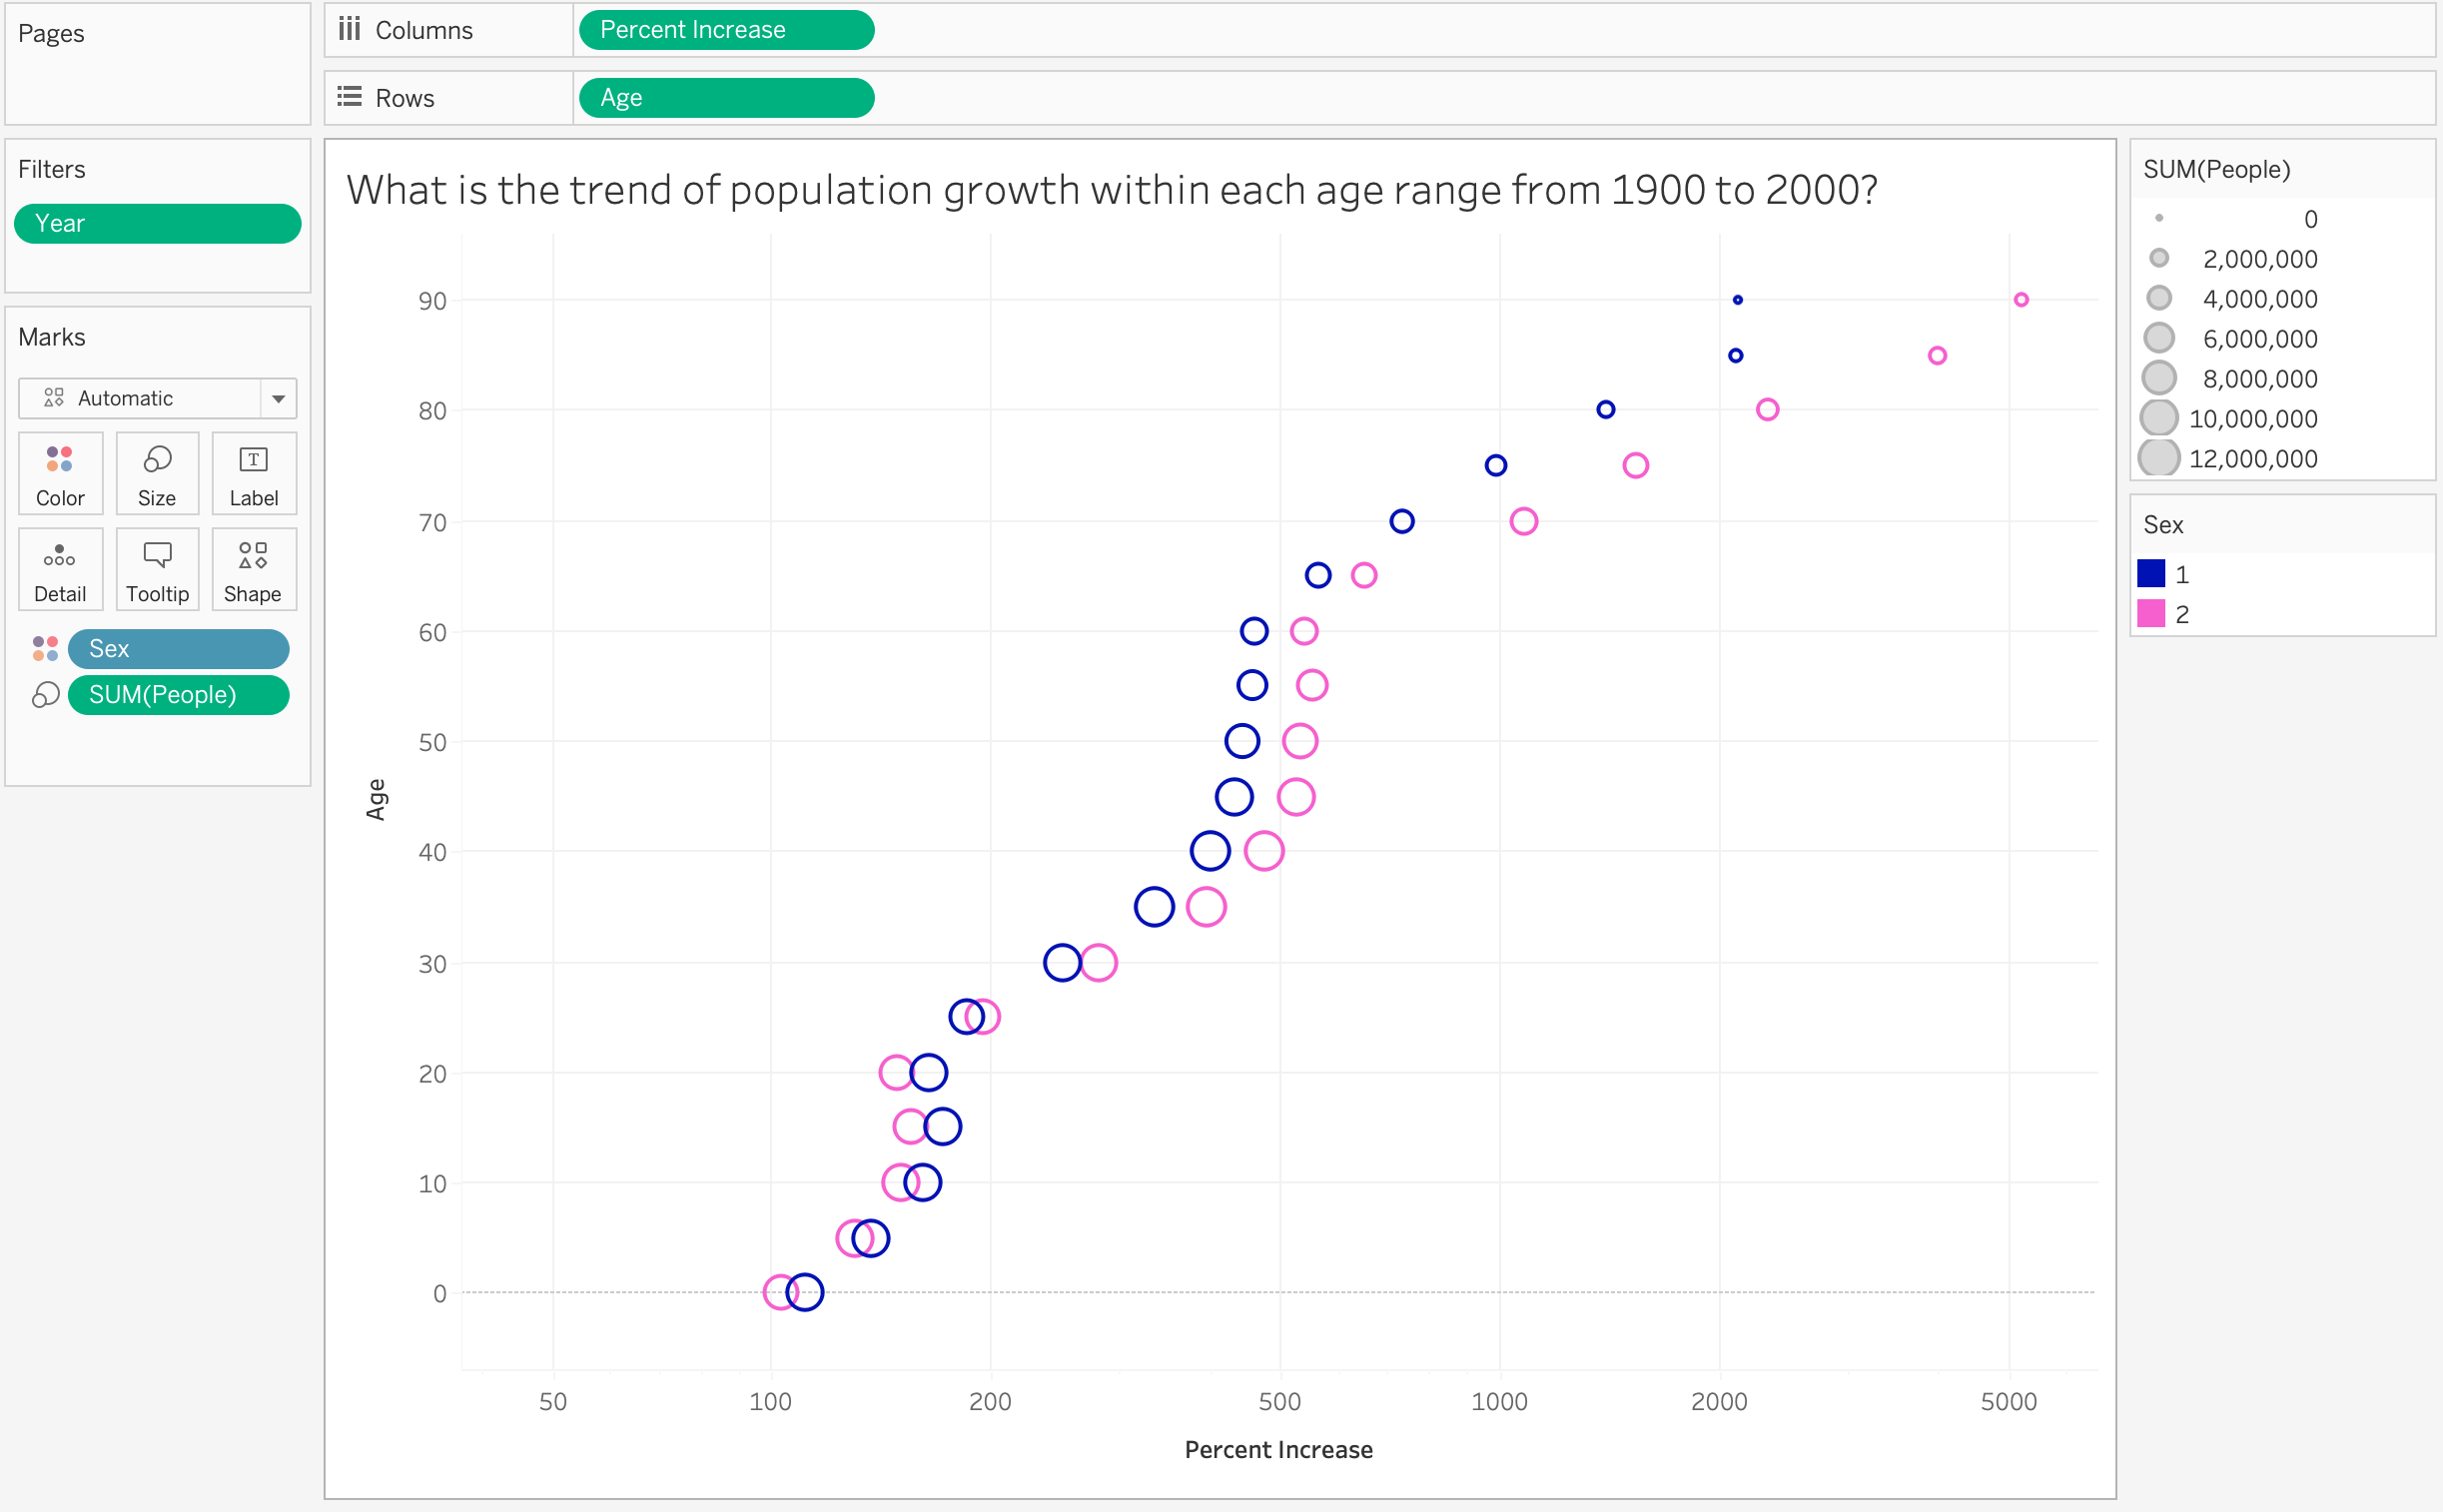 Pages
Columns
Percent Increase
Rows
Age
Filters
Year
Marks
Automatic
Color
Size
Label
Detail
Tooltip
Shape
Sex
SUM(People)
What is the trend of population growth within each age range from 1900 to 2000?
90
80
70
60
50
40
30
20
10
0
Age
50
100
200
500
1000
2000
5000
Percent Increase
SUM(People)
0
2,000,000
4,000,000
6,000,000
8,000,000
10,000,000
12,000,000
Sex
1
2